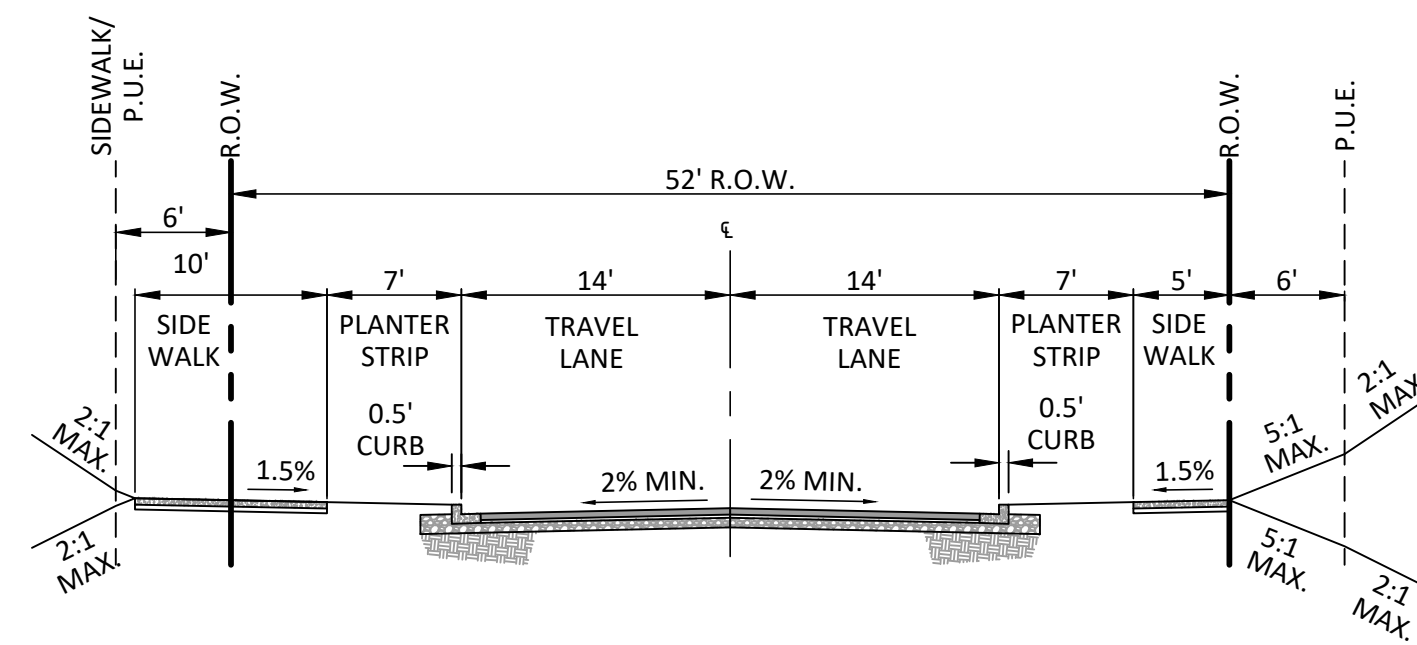 SIDEWALK/
P.U.E.
R.O.W.
R.O.W.
P.U.E.
52' R.O.W.
6'
℄
10'
7'
14'
14'
7'
5'
6'
SIDE
WALK
PLANTER
STRIP
TRAVEL
LANE
TRAVEL
LANE
PLANTER
STRIP
SIDE
WALK
0.5'
CURB
0.5'
CURB
2:1
MAX.
1.5%
2% MIN.
2% MIN.
1.5%
5:1
MAX.
2:1
MAX
2:1
MAX.
5:1
MAX.
2:1
MAX.